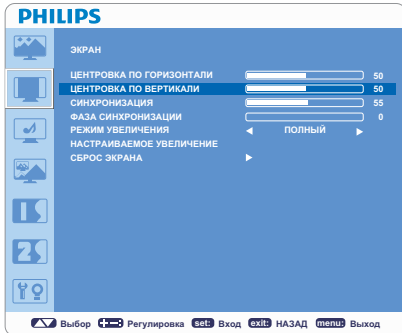 PHILIPS
ЭКРАН
ЦЕНТРОВКА ПО ГОРИЗОНТАЛИ 50
ЦЕНТРОВКА ПО ВЕРТИКАЛИ 50
СИНХРОНИЗАЦИЯ 55
ФАЗА СИНХРОНИЗАЦИИ 0
РЕЖИМ УВЕЛИЧЕНИЯ ПОЛНЫЙ
НАСТРАИВАЕМОЕ УВЕЛИЧЕНИЕ
СБРОС ЭКРАНА
Выбор Регулировка set: Вход exit: НАЗАД menu: Выход